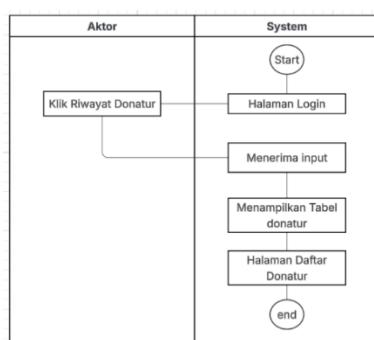 Aktor
System
Start
Klik Riwayat Donatur
Halaman Login
Menerima input
Menampilkan Tabel
donatur
Halaman Daftar
Donatur
end